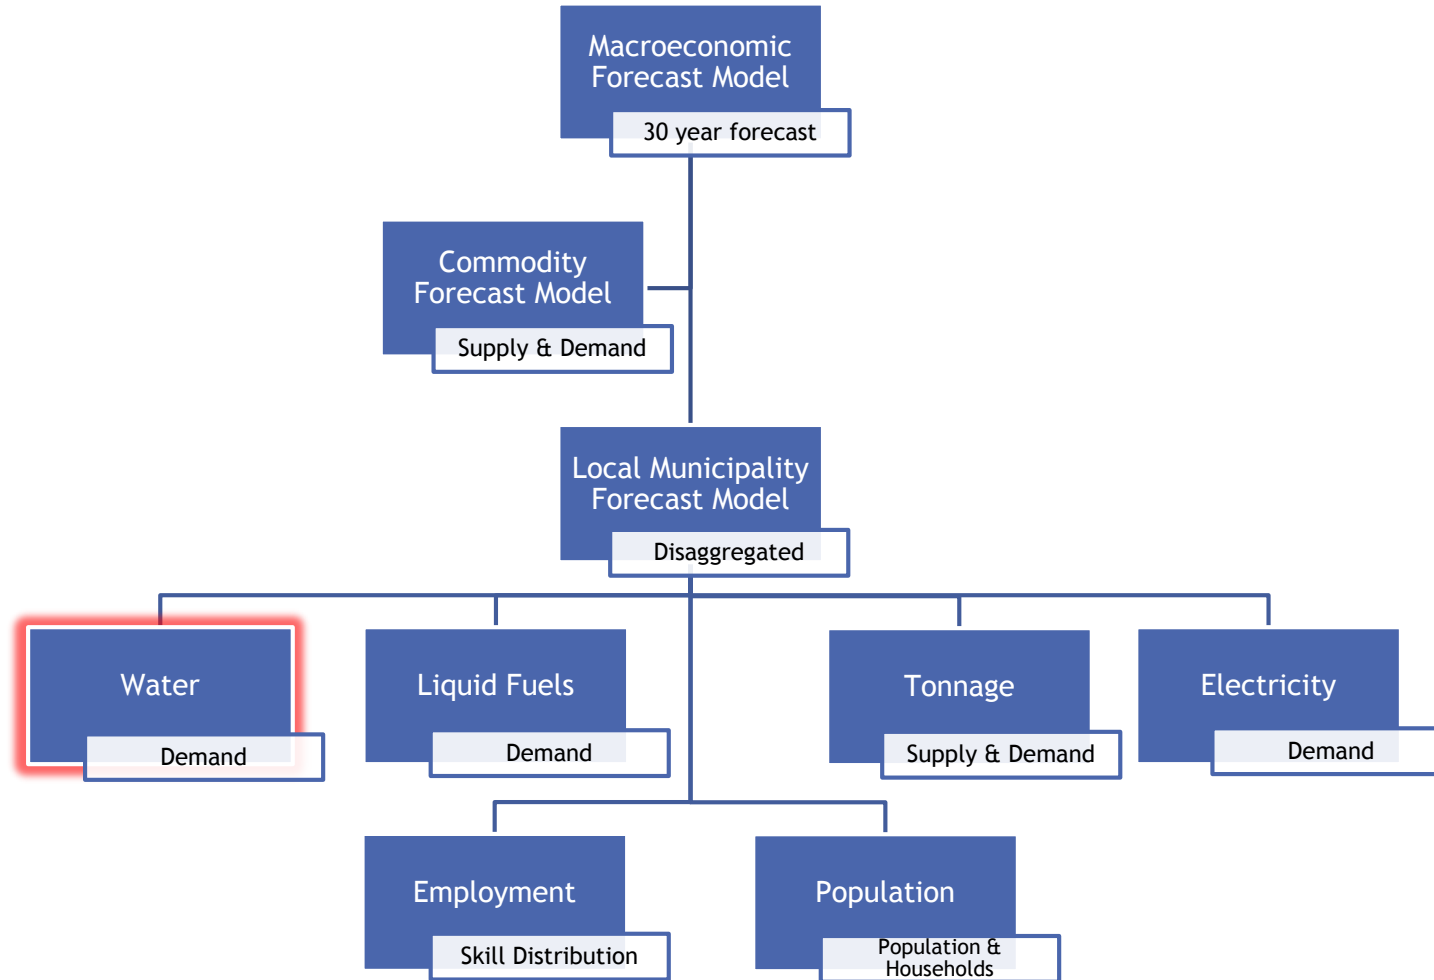 Macroeconomic
Forecast Model
30 year forecast
Commodity
Forecast Model
Supply & Demand
Local Municipality
Forecast Model
Disaggregated
Water
Demand
Liquid Fuels
Demand
Tonnage
Supply & Demand
Electricity
Demand
Employment
Skill Distribution
Population
Population &
Households